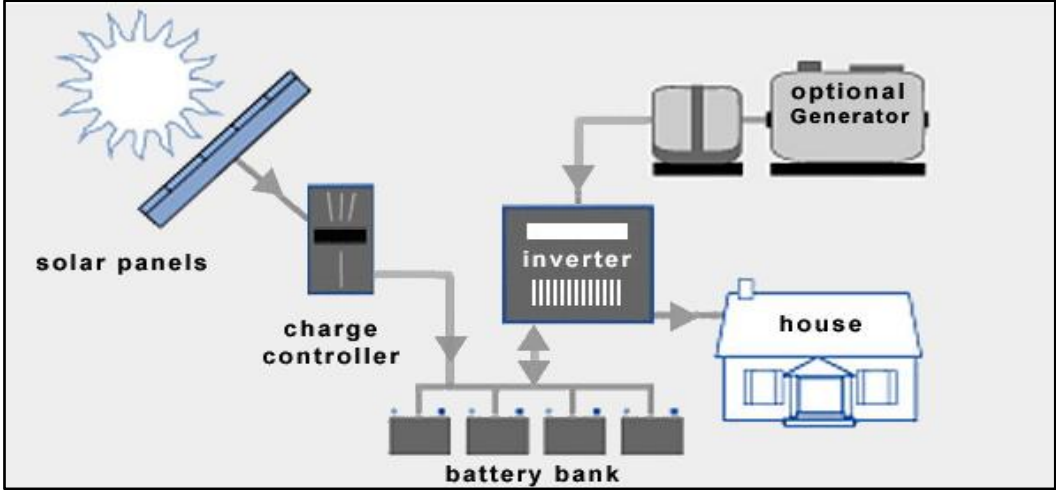 optional
Generator
inverter
solar panels
house
charge
controller
battery bank